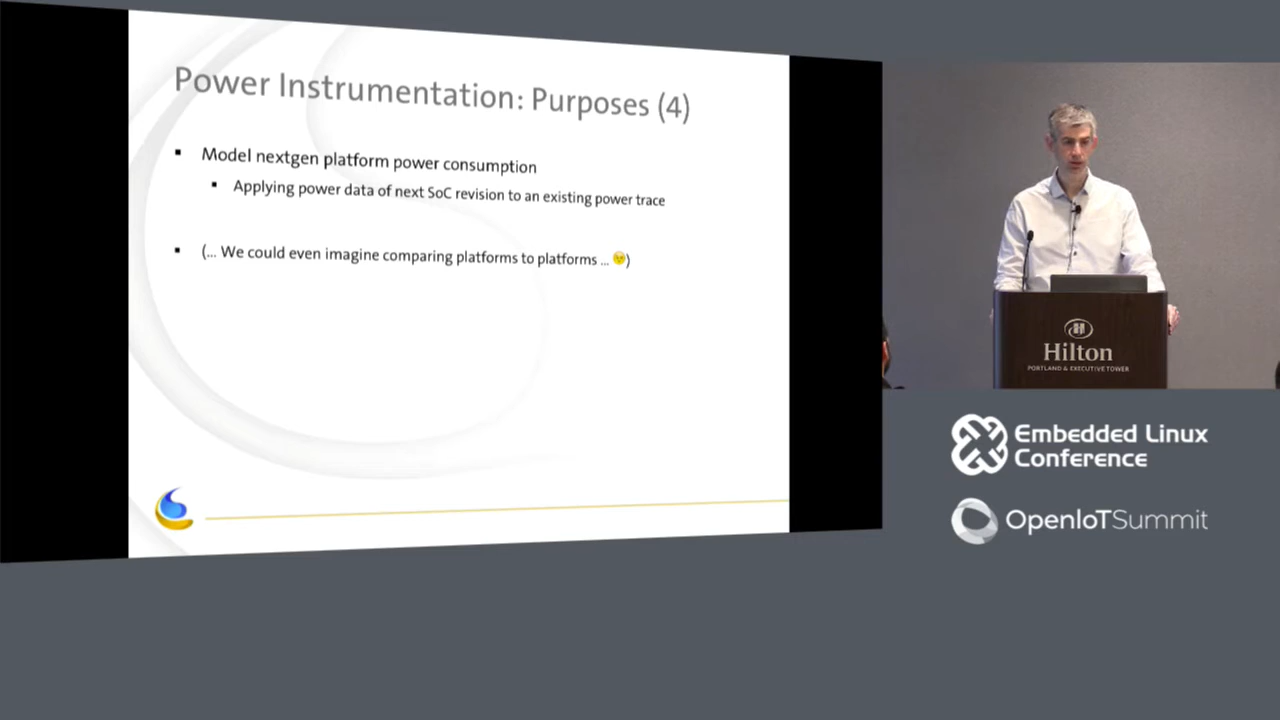 Power Instrumentation: Purposes (4)
▪ Model nextgen platform power consumption
▪ Applying power data of next SoC revision to an existing power trace
▪ (... We could even imagine comparing platforms to platforms ... 😕)
Hilton
PORTLAND & EXECUTIVE TOWER
Embedded Linux
Conference
OpenIoTSummit